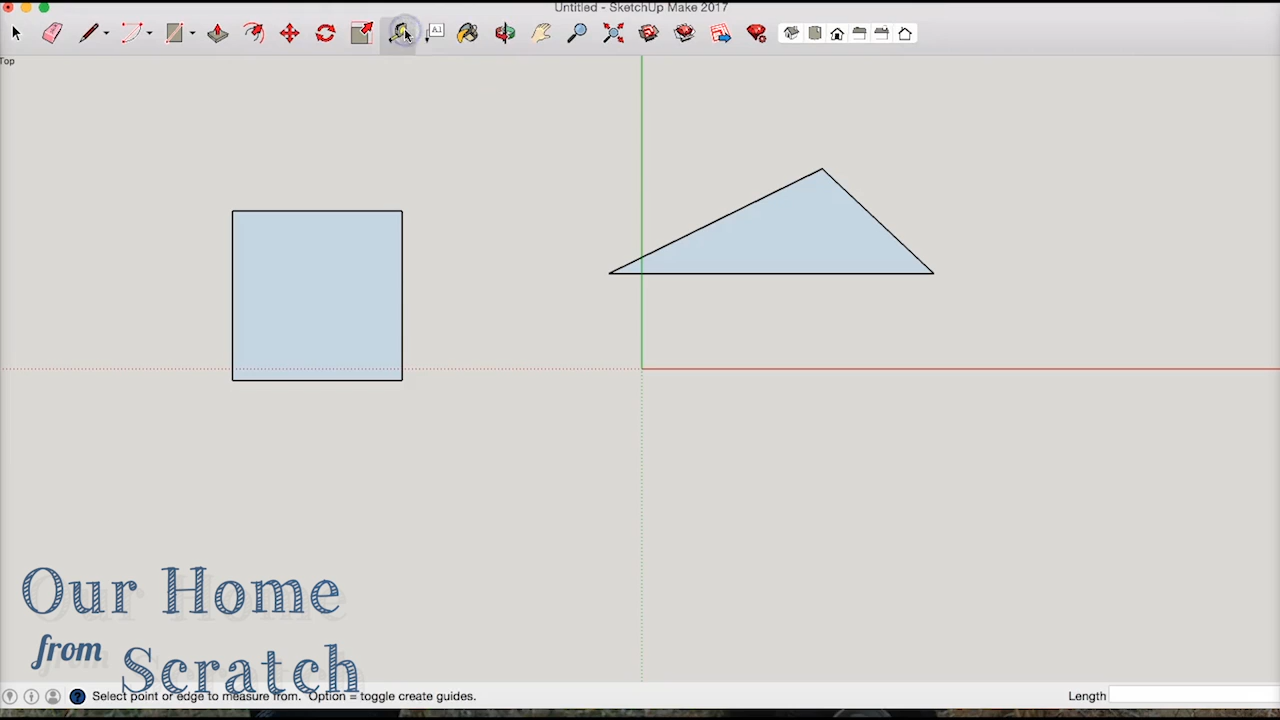 Untitled - SketchUp Make 2017
A1
Top
Our Home
from
Scratch
Select point or edge to measure from. Option = toggle create guides.
Length